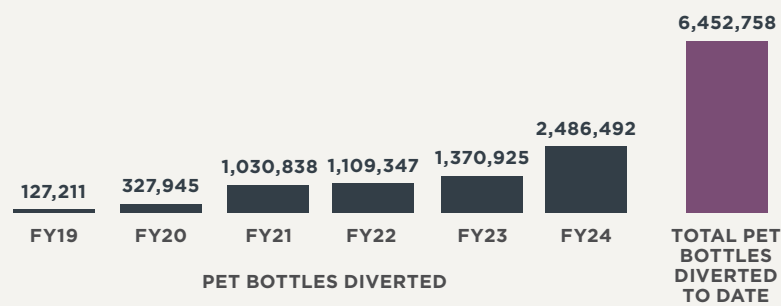 6,452,758
2,486,492
1,370,925
1,109,347
1,030,838
327,945
127,211
FY19
FY20
FY21
FY22
FY23
FY24
PET BOTTLES DIVERTED
TOTAL PET
BOTTLES
DIVERTED
TO DATE